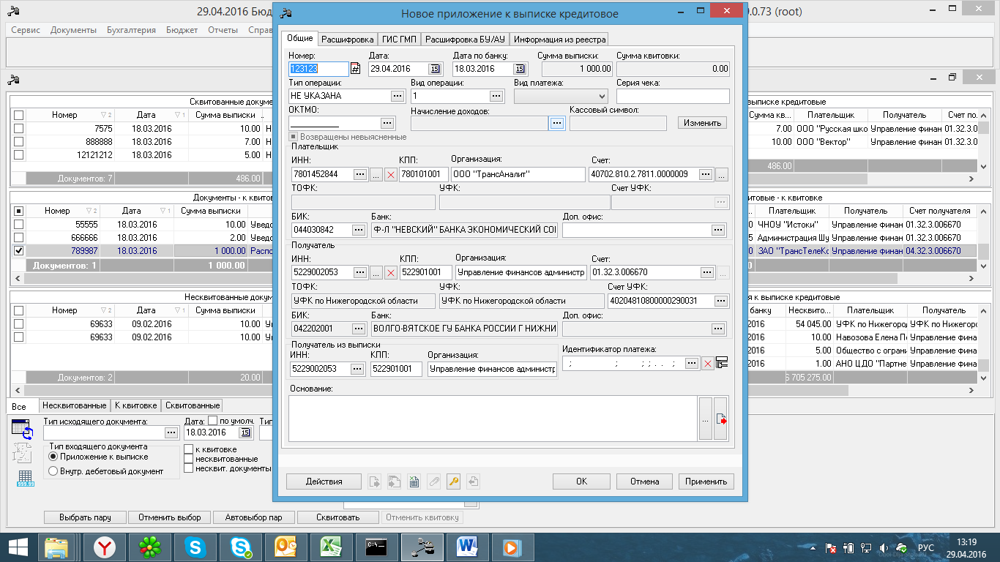 29.04.2016 Бюд
Новое приложение к выписке кредитовое
.0.73 (root)
Сервис Документы Бухгалтерия Бюджет Отчеты Справ
Общие Расшифровка ГИС ГМП Расшифровка БУ/АУ Информация из реестра
Номер: Дата: Дата по банку: Сумма выписки: Сумма квитовки:
123123 29.04.2016 15 18.03.2016 15 1 000.00 0.00
Тип операции: Вид операции: Вид платежа: Серия чека:
НЕ УКАЗАНА ... 1 ...
ОКТМО: Начисление доходов: Кассовый символ:
... ... Изменить
Возвращены невыясненные
Плательщик
ИНН: КПП: Организация: Счет:
7801452844 ... ... 780101001 ООО "ТрансАналит" 40702.810.2.7811.0000009 ... ...
ТОФК: УФК: Счет УФК:
...
БИК: Банк: Доп. офис:
044030842 ... Ф-Л "НЕВСКИЙ" БАНКА ЭКОНОМИЧЕСКИЙ СОІ ...
Получатель
ИНН: КПП: Организация: Счет:
5229002053 ... ... 522901001 Управление финансов администр 01.32.3.006670 ... ...
ТОФК: УФК: Счет УФК:
УФК по Нижегородской области УФК по Нижегородской области 40204810800000290031 ...
БИК: Банк: Доп. офис:
042202001 ... ВОЛГО-ВЯТСКОЕ ГУ БАНКА РОССИИ Г НИЖНИ ...
Получатель из выписки
ИНН: КПП: Организация: Идентификатор платежа:
5229002053 ... 522901001 Управление финансов администр ; ; ; ; . . ; ...
Основание:
...
Действия ОК Отмена Применить
Сквитованные докуме
Номер 2 Дата 1 Сумма выписки
7575 18.03.2016 10.00 Н
888888 18.03.2016 7.00 Н
12121212 18.03.2016 5.00 Н
Документов: 7 486.00
Документы - к квитов
Номер 2 Дата 1 Сумма выписки
55555 18.03.2016 10.00 Уведо
666666 18.03.2016 2.00 Уведо
789987 18.03.2016 1 000.00 Распо
Документов: 1 1 000.00
Несквитованные докум
Номер 2 Дата 1 Сумма выписки
69633 09.02.2016 10.00 Уı
69633 09.02.2016 10.00 Уı
Документов: 2 20.00
выписке кредитовые
Сумма кв... Плательщик Получатель Счет по.
7.00 ООО "Русская шко Управление финан 01.32.3.0
10.00 ООО "Вектор" Управление финан 01.32.3.0
486.00
итовые - к квитовке
Плательщик Получатель Счет получателя
ЧНОУ "Истоки" Управление финан 01.32.3.006670
5 Администрация Шу Управление финан 01.32.3.006670
0 ЗАО "ТрансТелеКо Управление финан 04.32.3.006670
0
я к выписке кредитовые
банку Несквито... Плательщик Получатель
2016 54 045.00 УФК по Нижегоро УФК по Нижегоро
2016 10.00 Навозова Елена П Управление фина
2016 5.00 Общество с ограни Управление фина
2016 1.00 АНО ЦДО "Партне Управление фина
6 705 275.00
Все Несквитованные К квитовке Сквитованные
Тип исходящего документа: Дата: по умолч. Тип
... 18.03.2016 15
Тип входящего документа
Приложение к выписке
Внутр. дебетовый документ
к квитовке
несквитованные
несквит. документы
Выбрать пару Отменить выбор Автовыбор пар Сквитовать Отменить квитовку
РУС
13:19
29.04.2016